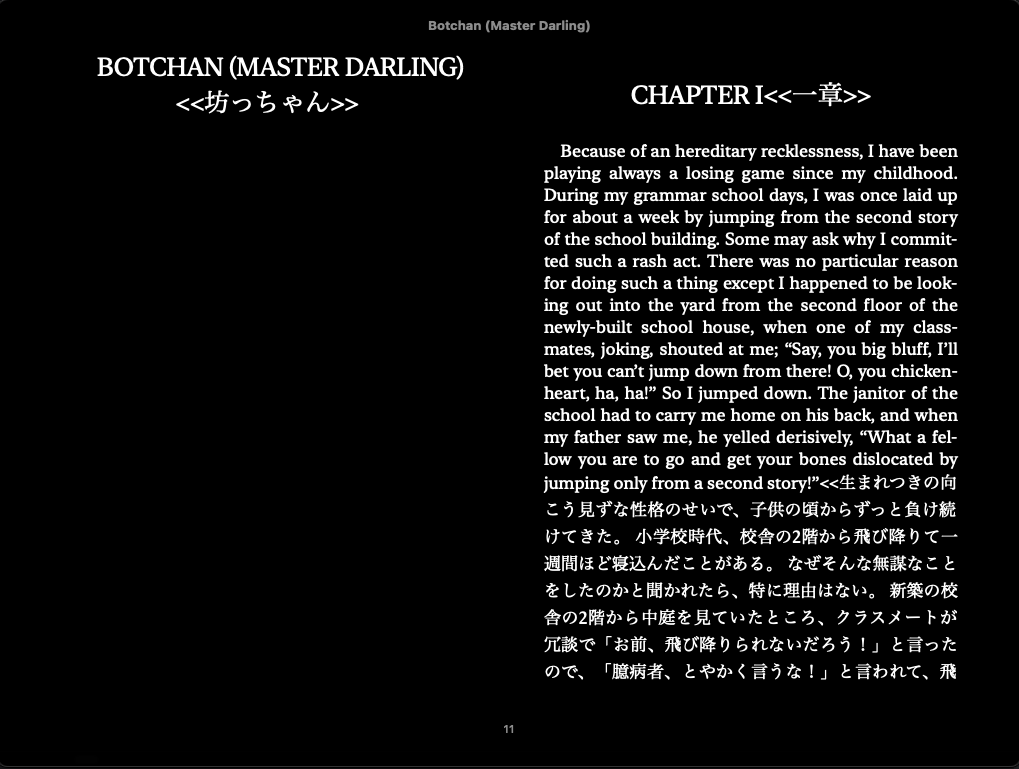 Botchan (Master Darling)
BOTCHAN (MASTER DARLING)
<<坊っちゃん>>
CHAPTER I<<一章>>
Because of an hereditary recklessness, I have been
playing always a losing game since my childhood.
During my grammar school days, I was once laid up
for about a week by jumping from the second story
of the school building. Some may ask why I commit-
ted such a rash act. There was no particular reason
for doing such a thing except I happened to be look-
ing out into the yard from the second floor of the
newly-built school house, when one of my class-
mates, joking, shouted at me; “Say, you big bluff, I’ll
bet you can’t jump down from there! O, you chicken-
heart, ha, ha!” So I jumped down. The janitor of the
school had to carry me home on his back, and when
my father saw me, he yelled derisively, “What a fel-
low you are to go and get your bones dislocated by
jumping only from a second story!”<<生まれつきの向
こう見ずな性格のせいで、子供の頃からずっと負け続
けてきた。 小学校時代、校舎の2階から飛び降りて一
週間ほど寝込んだことがある。 なぜそんな無謀なこと
をしたのかと聞かれたら、特に理由はない。 新築の校
舎の2階から中庭を見ていたところ、クラスメートが
冗談で「お前、飛び降りられないだろう！」と言った
ので、「臆病者、とやかく言うな！」と言われて、飛
11